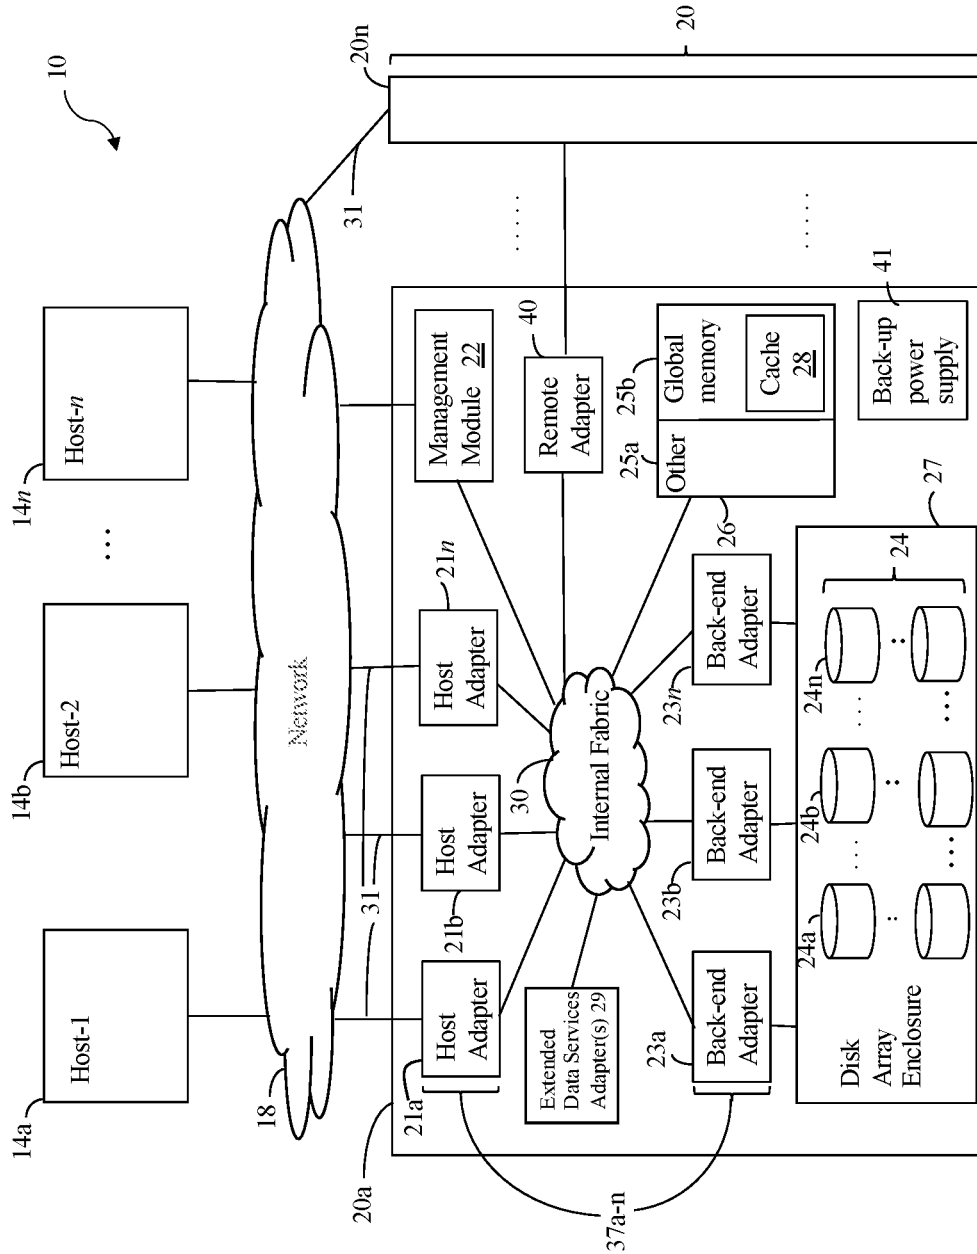 10
14a
Host-1
14b
Host-2
...
14n
Host-n
18
Network
31
31
20n
20
20a
21a
Host
Adapter
21b
Host
Adapter
21n
Host
Adapter
Management
Module 22
.....
30
Internal Fabric
40
Remote
Adapter
Extended
Data Services
Adapter(s) 29
37a-n
25a
Other
25b
Global
memory
Cache
28
26
23a
Back-end
Adapter
23b
Back-end
Adapter
23n
Back-end
Adapter
41
Back-up
power
supply
.....
27
Disk
Array
Enclosure
24a
....
24b
....
24n
24
:
:
:
...
...